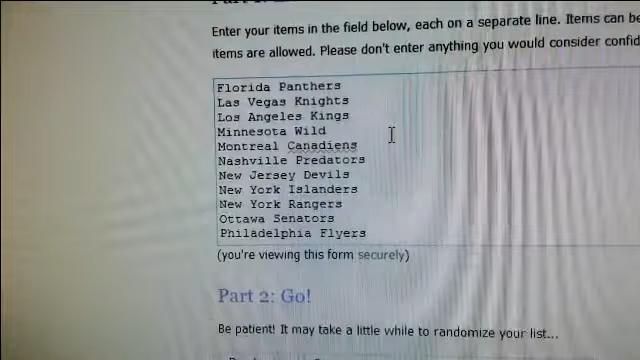 Enter your items in the field below, each on a separate line. Items can be
items are allowed. Please don't enter anything you would consider
Florida Panthers
Las Vegas Knights
Los Angeles Kings
Minnesota Wild
Montreal Canadiens
Nashville Predators
New Jersey Devils
New York Islanders
New York Rangers
Ottawa Senators
Philadelphia Flyers
(you're viewing this form securely)
Part 2: Go!
Be patient! It may take a little while to randomize your list...